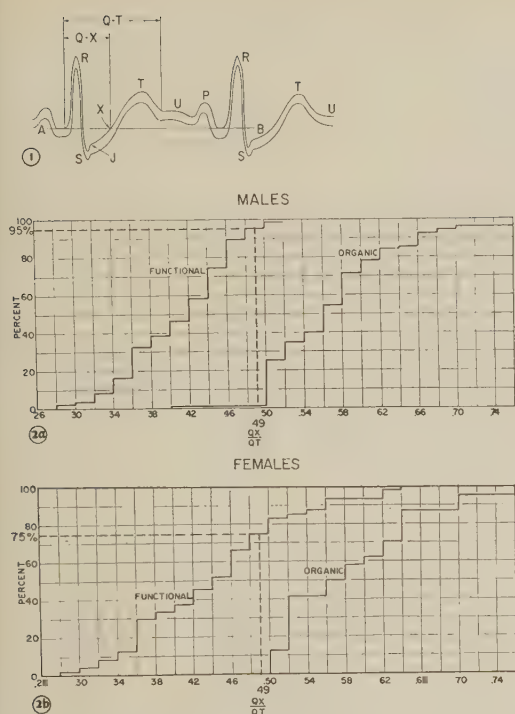 Q-T
Q-X
R
R
T
T
X
U
P
U
A
B
S
J
S
1
MALES
100
95%
80
FUNCTIONAL
ORGANIC
60
PERCENT
40
20
0
.26 .30 .34 .38 .42 .46 .50 .54 .58 .62 .66 .70 .74
49
2a
QX
QT
FEMALES
100
80
75%
60
PERCENT
ORGANIC
40
FUNCTIONAL
20
0
.30 .34 .38 .42 .46 .50 .54 .58 .62 .70 .74
49
2b
QX
QT